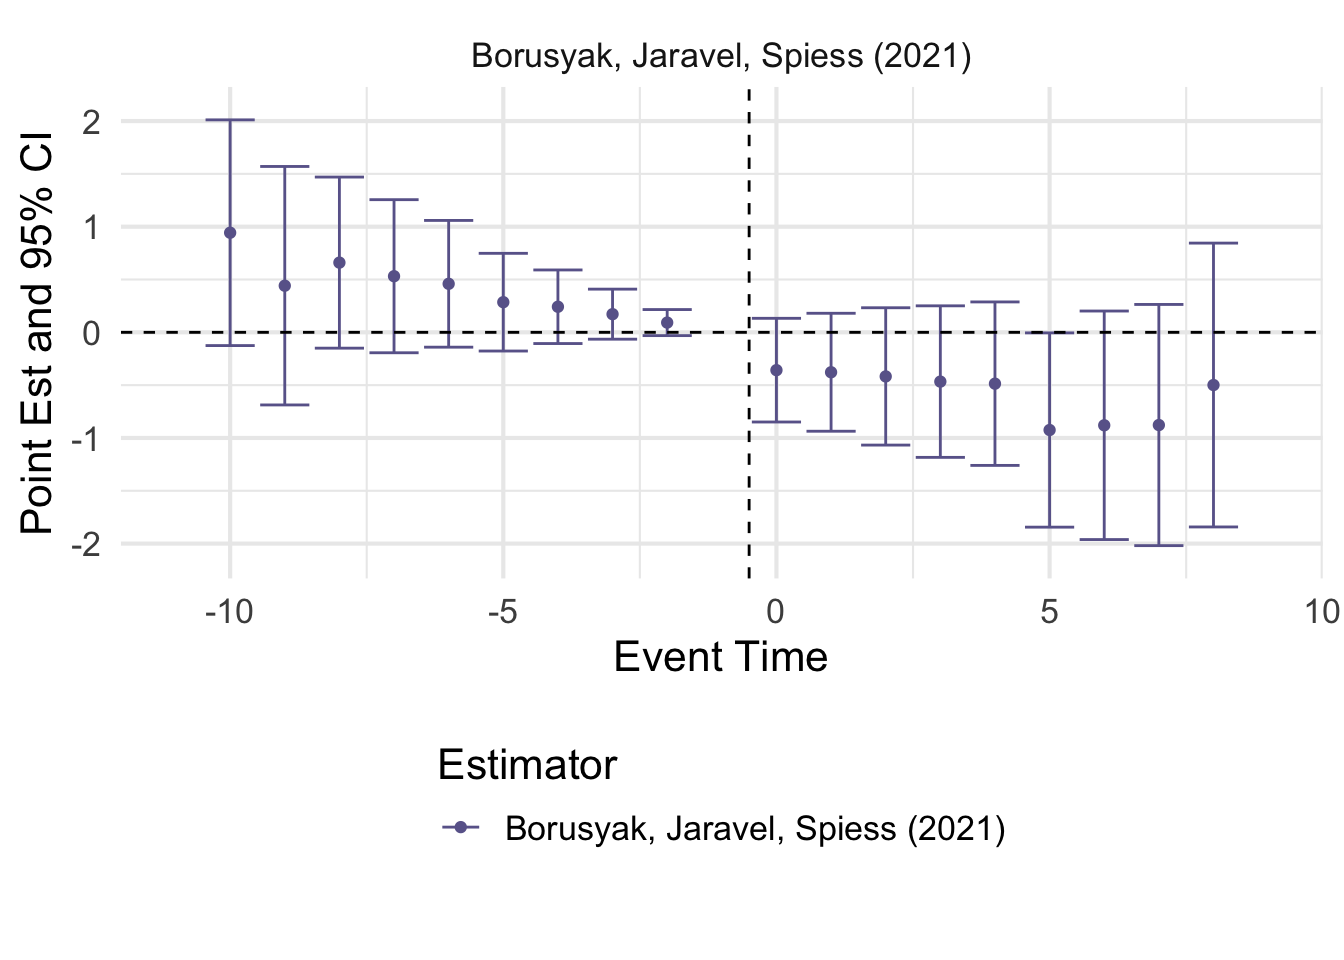 Borusyak, Jaravel, Spiess (2021)
Point Est and 95% CI
2
1
0
-1
-2
-10 -5 0 5 10
Event Time
Estimator
Borusyak, Jaravel, Spiess (2021)